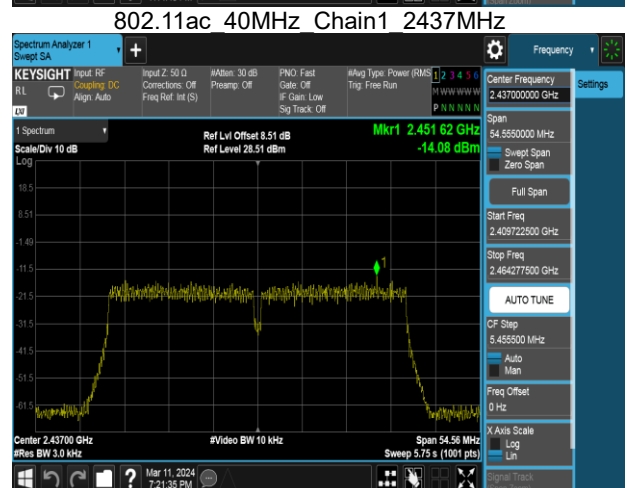 802.11ac_40MHz_Chain1_2437MHz
Spectrum Analyzer 1
Swept SA
Frequency
KEYSIGHT
R L
Input: RF
Coupling: DC
Align: Auto
Input Z: 50 Ω
Corrections: Off
Freq Ref: Int (S)
#Atten: 30 dB
Preamp: Off
PNO: Fast
Gate: Off
IF Gain: Low
Sig Track: Off
#Avg Type: Power (RMS
Trig: Free Run
1 2 3 4 5 6
M W W W W W
P N N N N N
Center Frequency
2.437000000 GHz
Settings
Span
54.5550000 MHz
Swept Span
Zero Span
Full Span
Start Freq
2.409722500 GHz
Stop Freq
2.464277500 GHz
AUTO TUNE
CF Step
5.455500 MHz
Auto
Man
Freq Offset
0 Hz
X Axis Scale
Log
Lin
Signal Track
1 Spectrum
Scale/Div 10 dB
Log
Ref Lvl Offset 8.51 dB
Ref Level 28.51 dBm
Mkr1 2.451 62 GHz
-14.08 dBm
18.5
8.51
-1.49
-11.5
-21.5
-31.5
-41.5
-51.5
-61.5
1
Center 2.43700 GHz
#Res BW 3.0 kHz
#Video BW 10 kHz
Span 54.56 MHz
Sweep 5.75 s (1001 pts)
Mar 11, 2024
7:21:35 PM